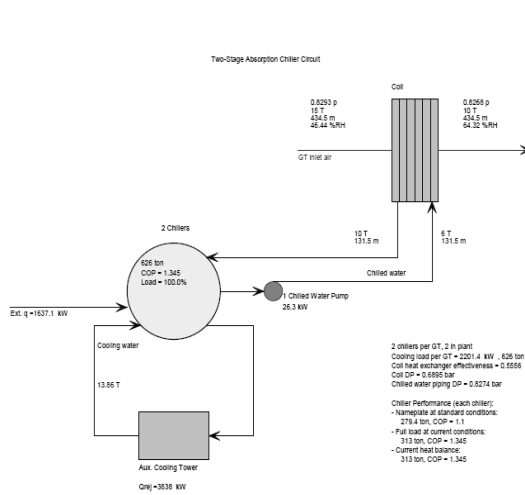 Two-Stage Absorption Chiller Circuit
Coil
0.8293 p
15 T
434.5 m
46.44 %RH
0.8268 p
10 T
434.5 m
64.32 %RH
GT inlet air
10 T
131.5 m
6 T
131.5 m
2 Chillers
626 ton
COP = 1.345
Load = 100.0%
Chilled water
1 Chilled Water Pump
26.3 kW
Ext. q =1637.1 kW
Cooling water
13.86 T
2 chillers per GT, 2 in plant
Cooling load per GT = 2201.4 kW , 626 ton
Coil heat exchanger effectiveness = 0.5556
Coil DP = 0.6895 bar
Chilled water piping DP = 0.8274 bar
Chiller Performance (each chiller):
- Nameplate at standard conditions:
279.4 ton, COP = 1.1
- Full load at current conditions:
313 ton, COP = 1.345
- Current heat balance:
313 ton, COP = 1.345
Aux. Cooling Tower
Qrej =3838 kW